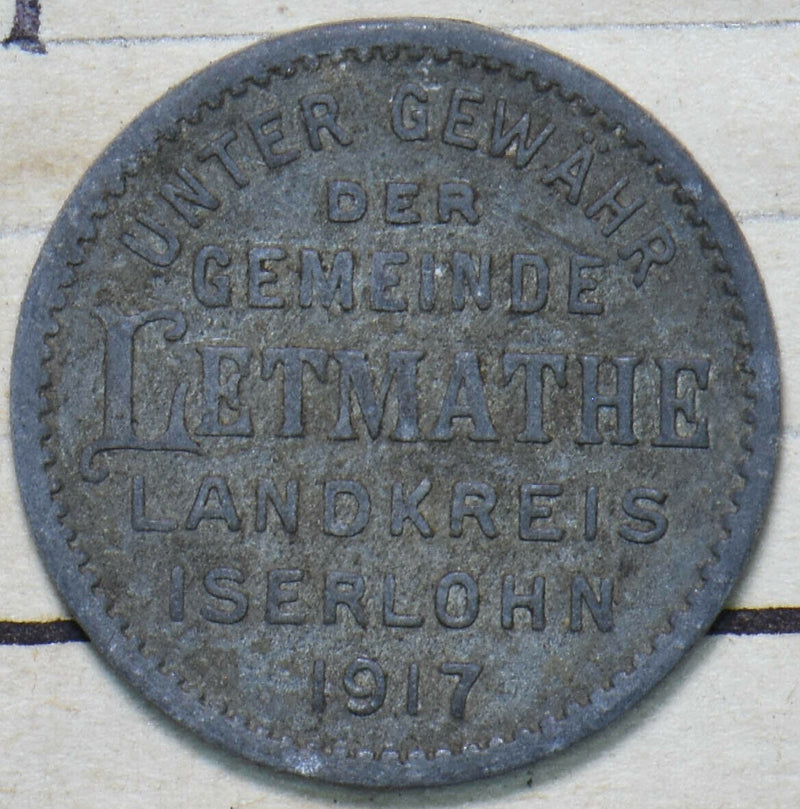 UNTER GEWÄHR
DER
GEMEINDE
LETMATHE
LANDKREIS
ISERLOHN
1917